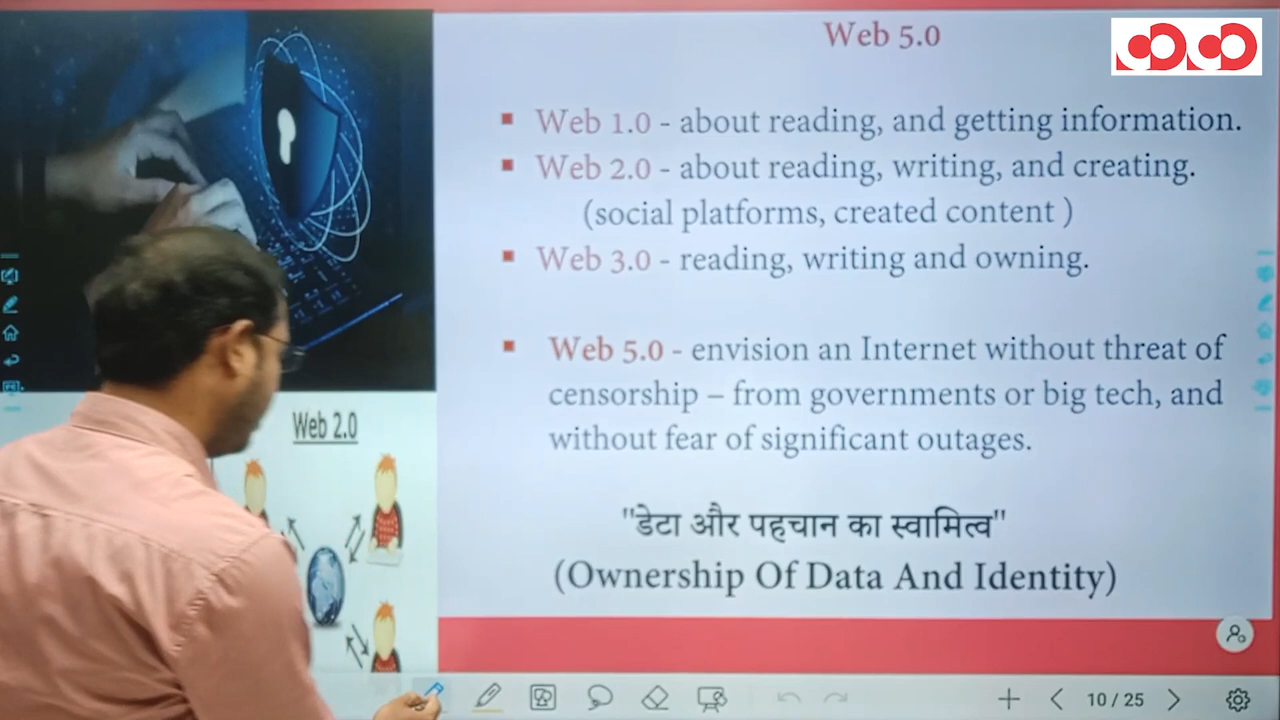 Web 5.0
▪ Web 1.0 - about reading, and getting information.
▪ Web 2.0 - about reading, writing, and creating.
(social platforms, created content )
▪ Web 3.0 - reading, writing and owning.
▪ Web 5.0 - envision an Internet without threat of
censorship – from governments or big tech, and
without fear of significant outages.
"डेटा और पहचान का स्वामित्व"
(Ownership Of Data And Identity)
Web 2.0
10 / 25